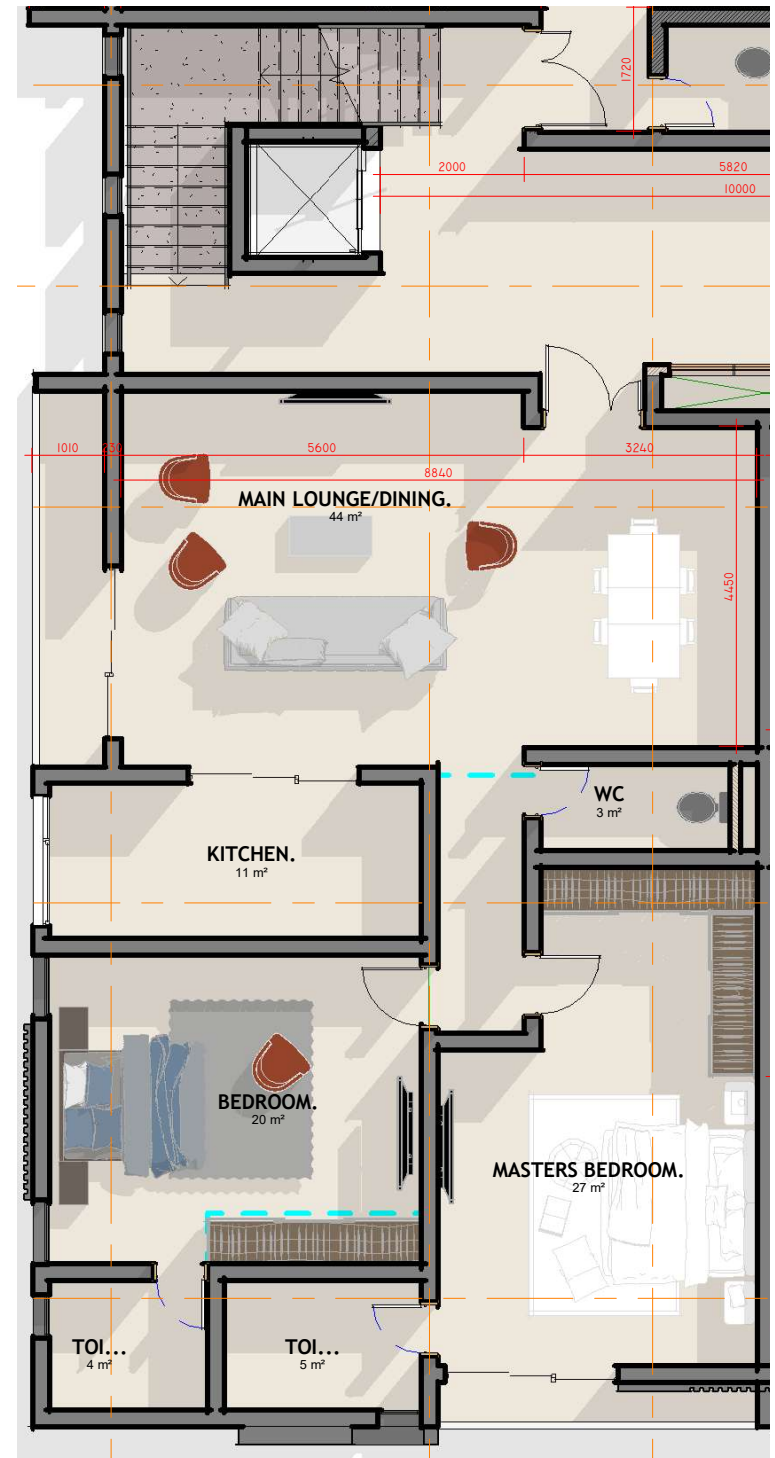 1720
2000
5820
10000
1010
230
5600
3240
8840
MAIN LOUNGE/DINING.
44 m²
4450
WC
3 m²
KITCHEN.
11 m²
BEDROOM.
20 m²
MASTERS BEDROOM.
27 m²
TOI...
4 m²
TOI...
5 m²